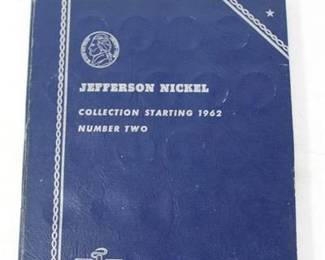 JEFFERSON NICKEL
COLLECTION STARTING 1962
NUMBER TWO